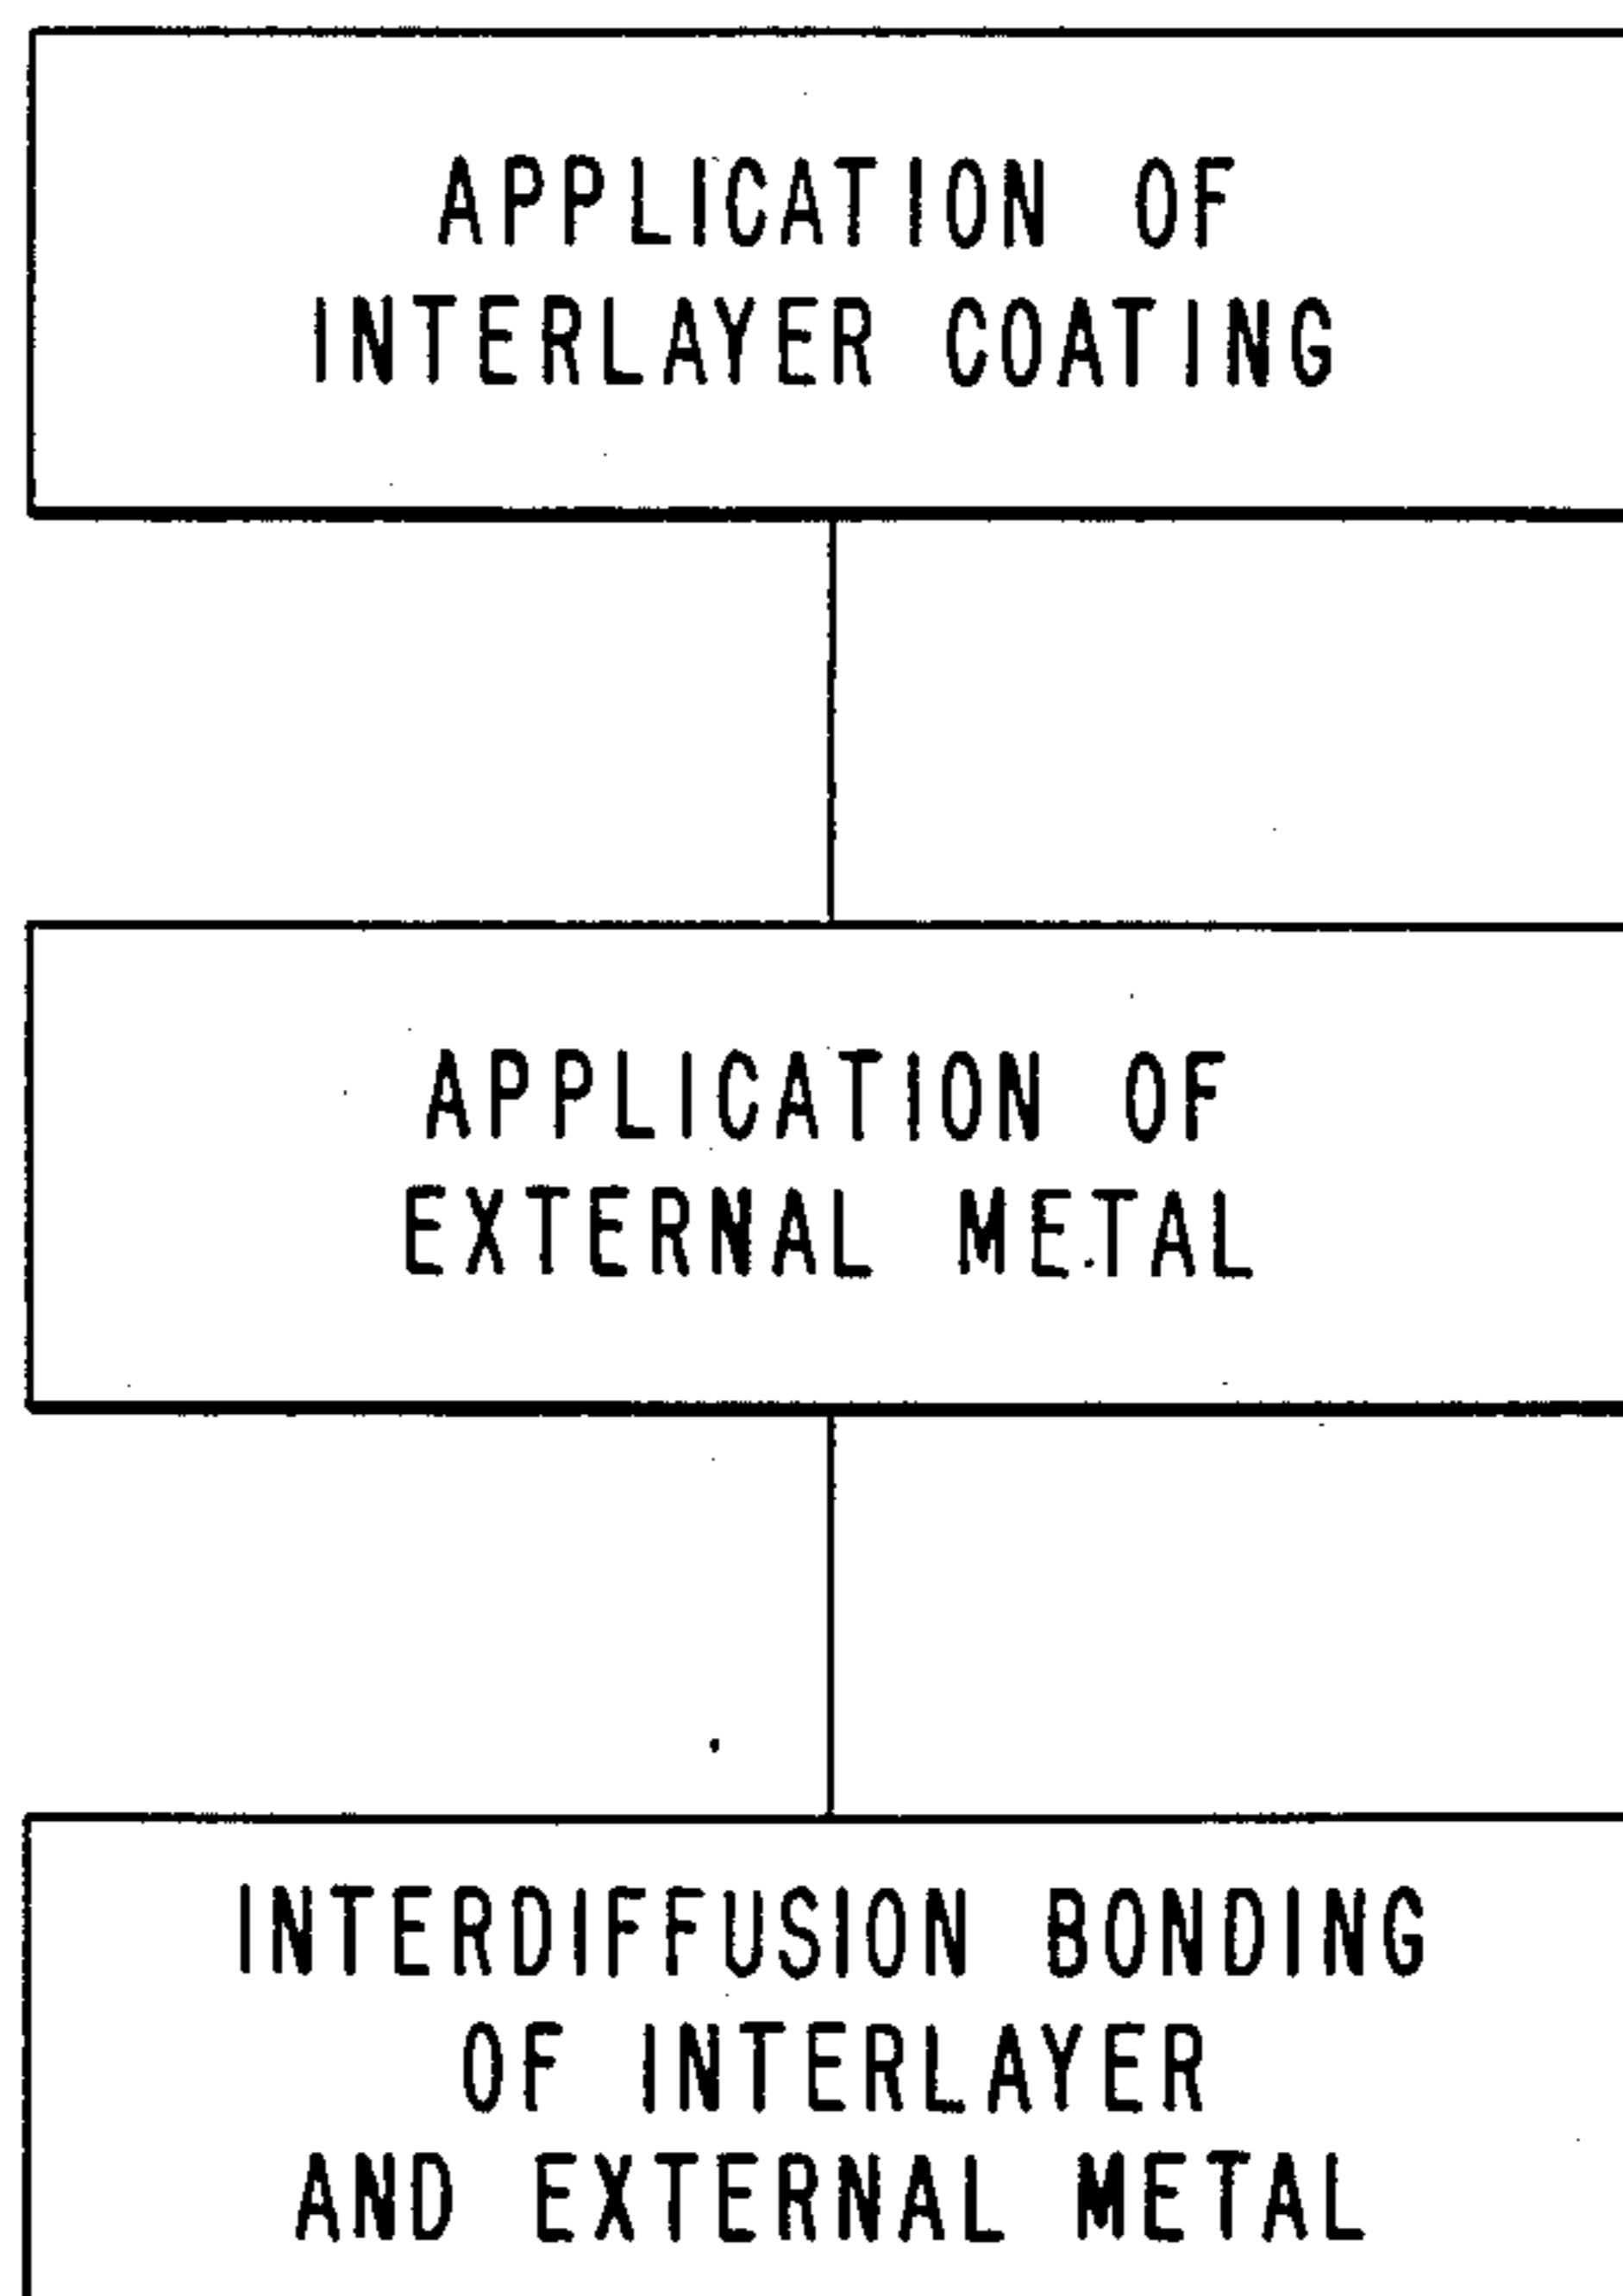 APPLICATION OF
INTERLAYER COATING
APPLICATION OF
EXTERNAL METAL
INTERDIFFUSION BONDING
OF INTERLAYER
AND EXTERNAL METAL